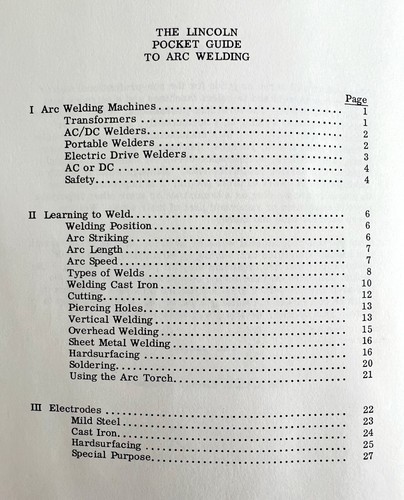 THE LINCOLN
POCKET GUIDE
TO ARC WELDING
Page
I Arc Welding Machines........................................ 1
Transformers ........................................ 1
AC/DC Welders........................................ 2
Portable Welders ........................................ 2
Electric Drive Welders........................................ 3
AC or DC ........................................ 4
Safety........................................ 4
II Learning to Weld........................................ 6
Welding Position ........................................ 6
Arc Striking ........................................ 6
Arc Length ........................................ 7
Arc Speed ........................................ 7
Types of Welds ........................................ 8
Welding Cast Iron ........................................ 10
Cutting........................................ 12
Piercing Holes........................................ 13
Vertical Welding ........................................ 13
Overhead Welding ........................................ 15
Sheet Metal Welding ........................................ 16
Hardsurfacing ........................................ 16
Soldering........................................ 20
Using the Arc Torch........................................ 21
III Electrodes ........................................ 22
Mild Steel ........................................ 23
Cast Iron........................................ 24
Hardsurfacing ........................................ 25
Special Purpose........................................ 27